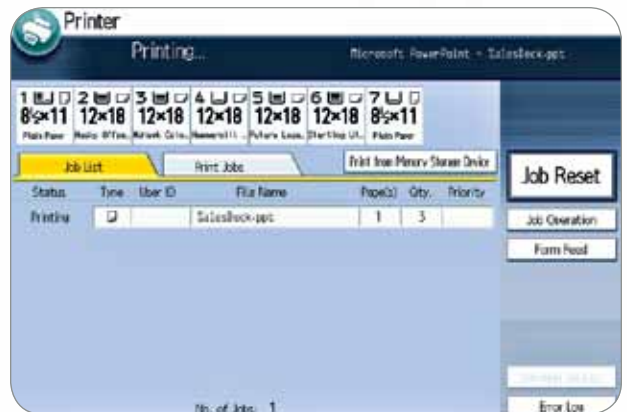 Printer
Printing... Microsoft PowerPoint - SalesDeck.ppt
1 2 3 4 5 6 7
8½×11 12×18 12×18 12×18 12×18 12×18 8½×11
Plain Paper Plain Paper
Job List Print Jobs Print from Memory Storage Device
Job Reset
Status Type User ID File Name Page(s) Qty. Priority
Printing SalesDeck.ppt 1 3
Job Operation
Form Feed
No. of Jobs: 1
Error Log